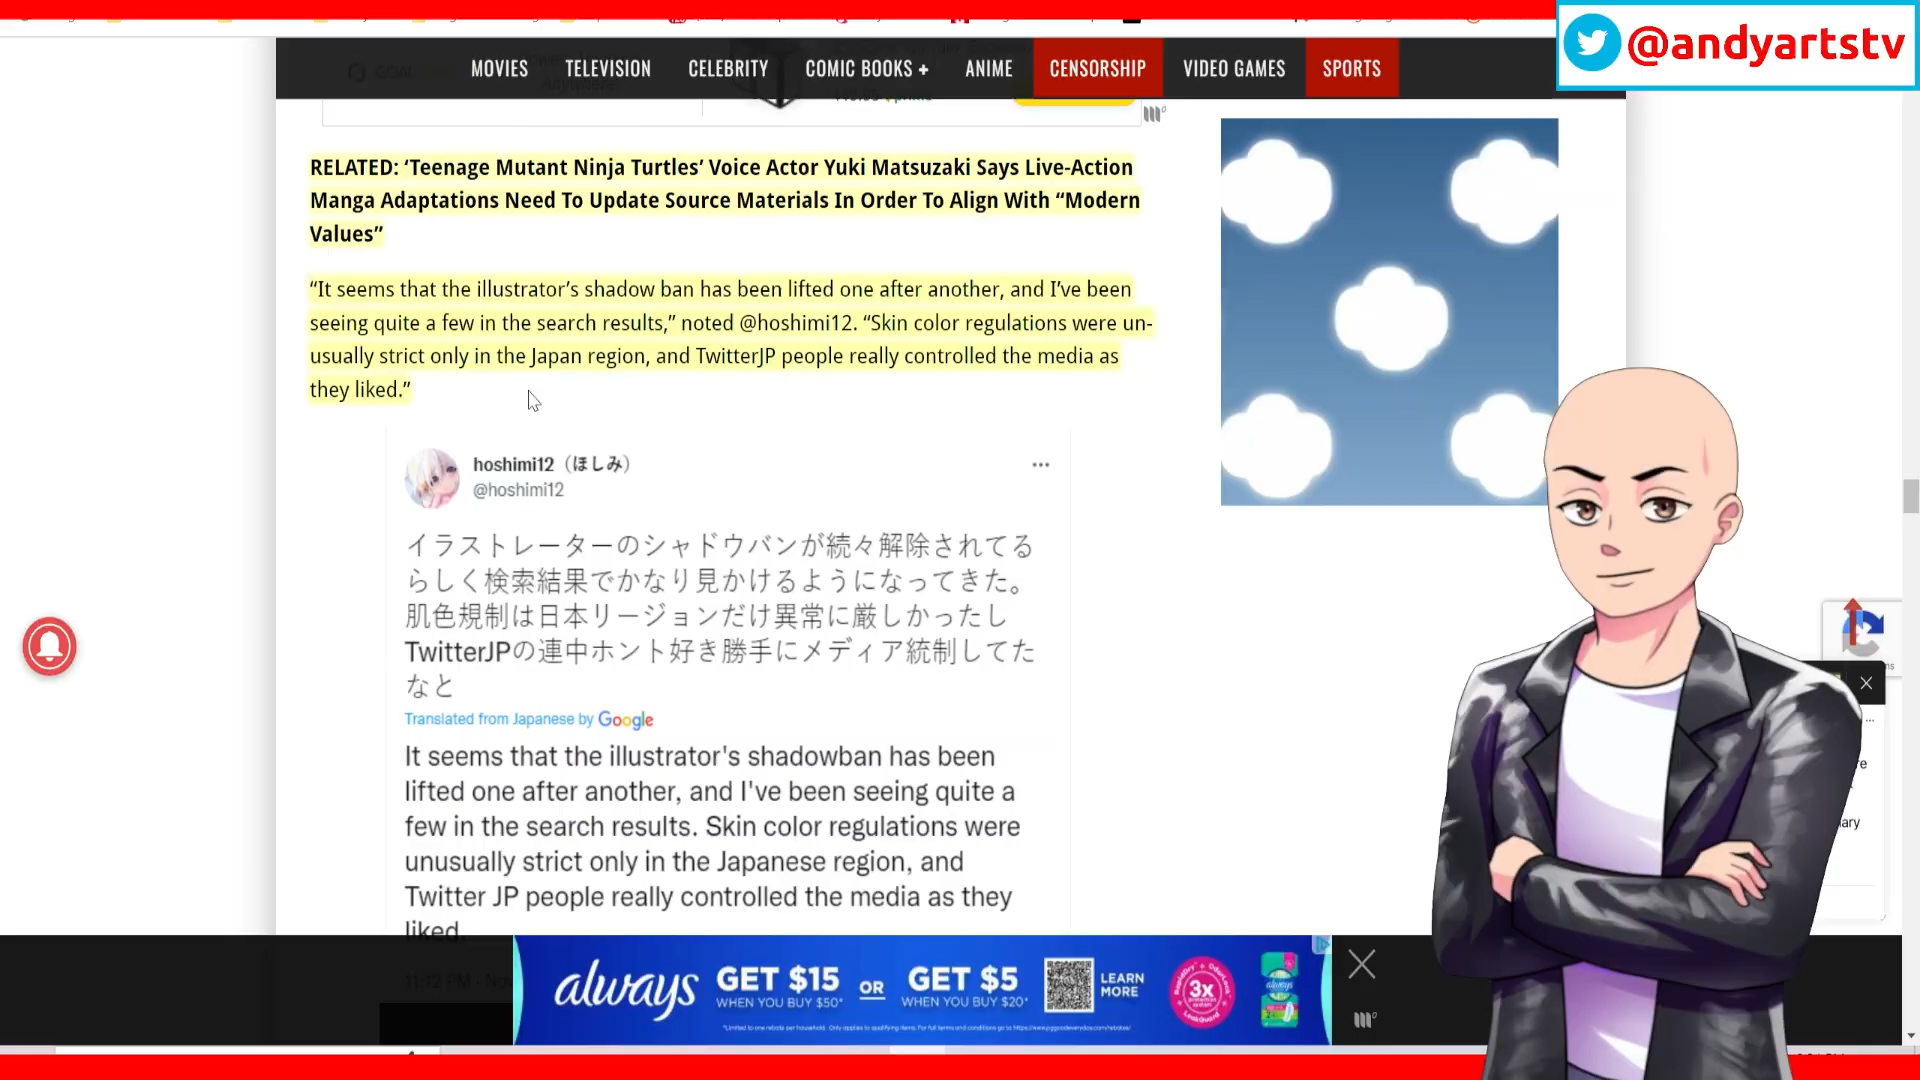 @andyartstv
MOVIES TELEVISION CELEBRITY COMIC BOOKS + ANIME CENSORSHIP VIDEO GAMES SPORTS
RELATED: ‘Teenage Mutant Ninja Turtles’ Voice Actor Yuki Matsuzaki Says Live-Action
Manga Adaptations Need To Update Source Materials In Order To Align With “Modern
Values”
“It seems that the illustrator’s shadow ban has been lifted one after another, and I’ve been
seeing quite a few in the search results,” noted @hoshimi12. “Skin color regulations were un-
usually strict only in the Japan region, and TwitterJP people really controlled the media as
they liked.”
hoshimi12（ほしみ）
@hoshimi12
イラストレーターのシャドウバンが続々解除されてる
らしく検索結果でかなり見かけるようになってきた。
肌色規制は日本リージョンだけ異常に厳しかったし
TwitterJPの連中ホント好き勝手にメディア統制してた
なと
Translated from Japanese by Google
It seems that the illustrator's shadowban has been
lifted one after another, and I've been seeing quite a
few in the search results. Skin color regulations were
unusually strict only in the Japanese region, and
Twitter JP people really controlled the media as they
liked.
always GET $15 OR GET $5 LEARN
WHEN YOU BUY $50* WHEN YOU BUY $20* MORE
3x
always